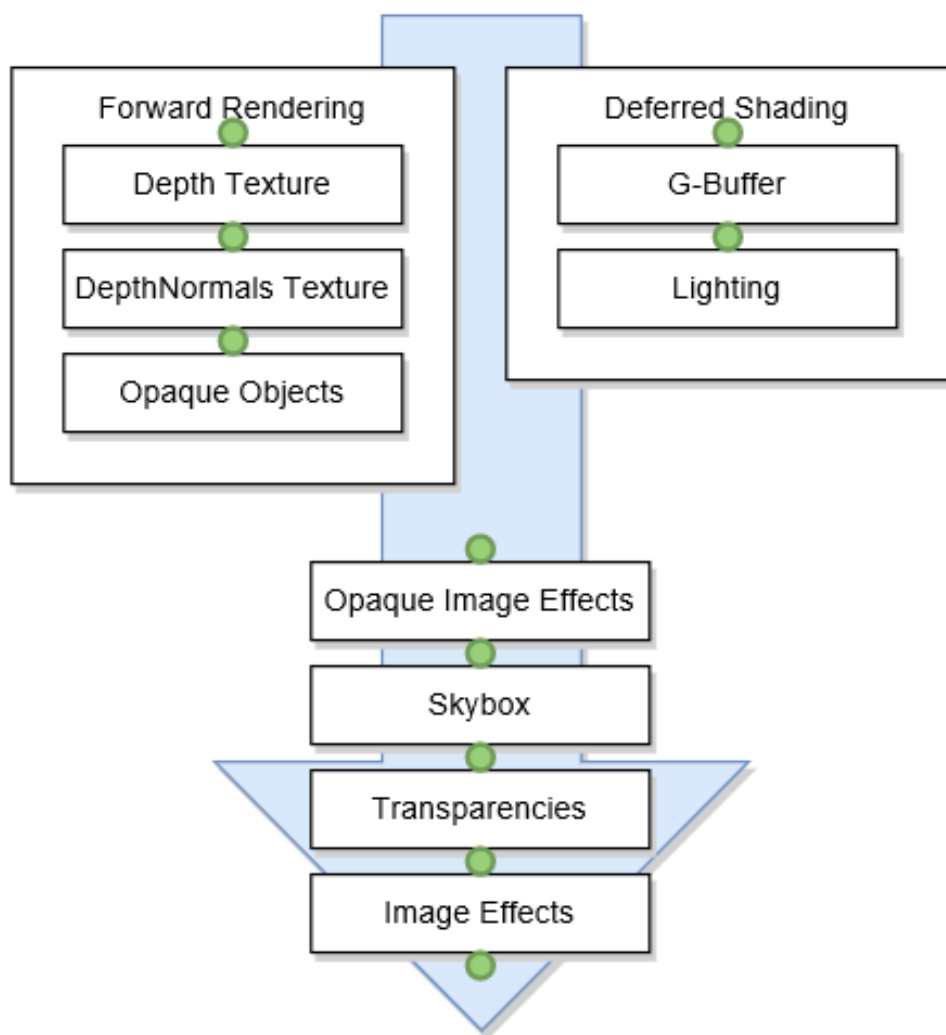 Forward Rendering
Depth Texture
DepthNormals Texture
Opaque Objects
Deferred Shading
G-Buffer
Lighting
Opaque Image Effects
Skybox
Transparencies
Image Effects